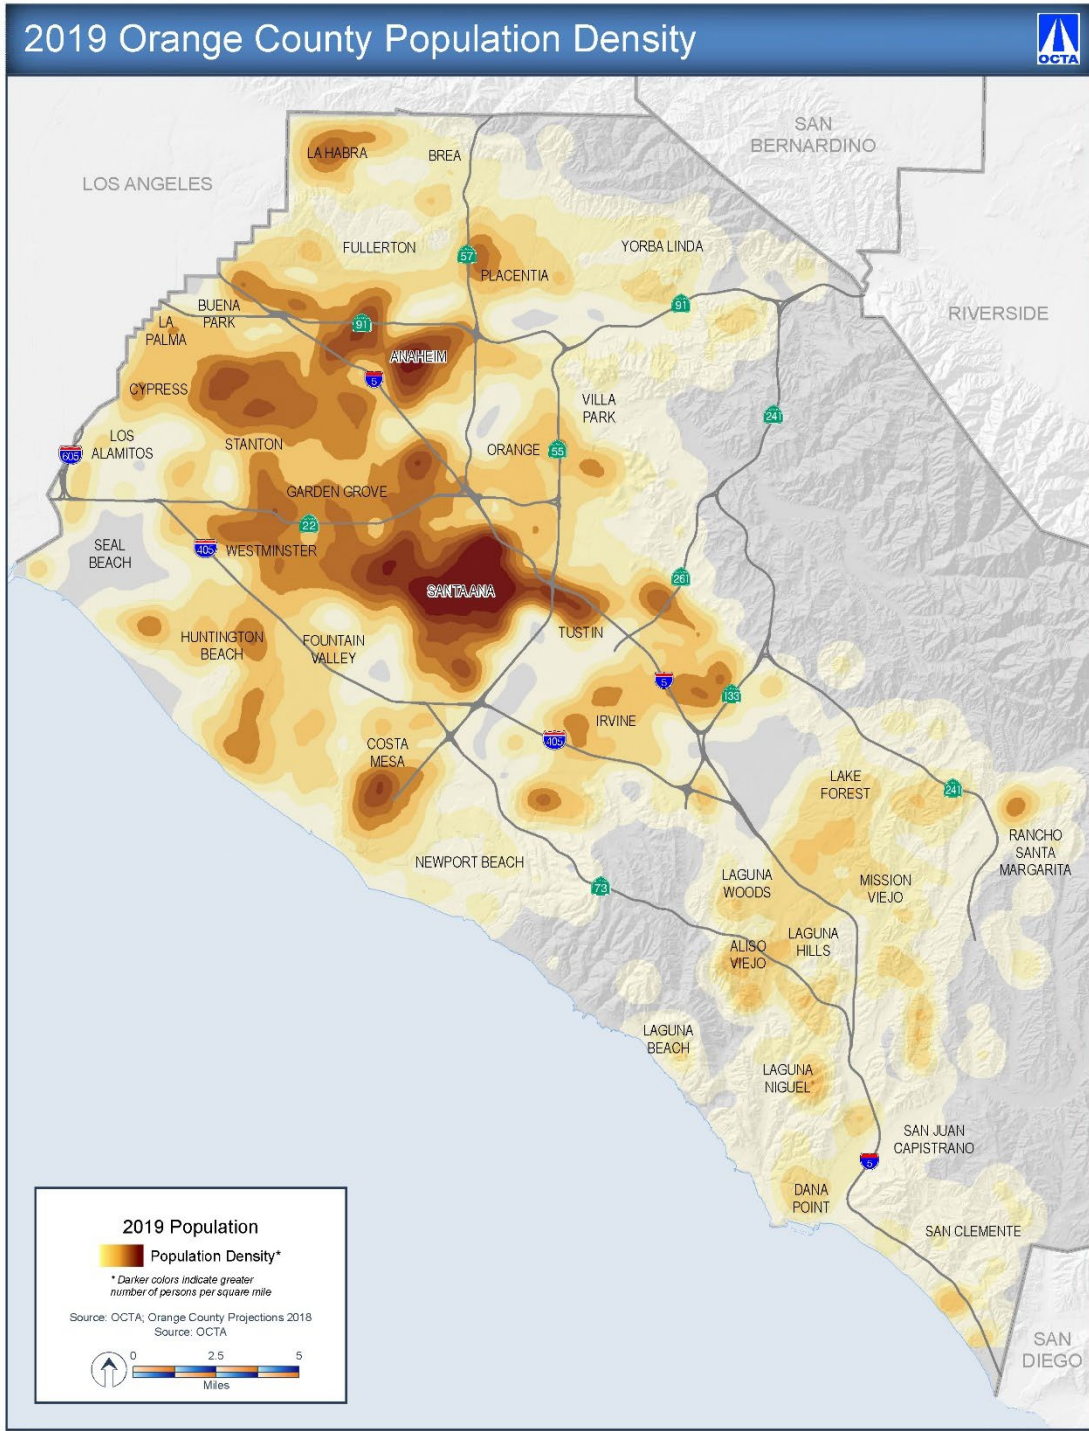 2019 Orange County Population Density
OCTA
SAN
BERNARDINO
LOS ANGELES
LA HABRA
BREA
FULLERTON
57
PLACENTIA
YORBA LINDA
RIVERSIDE
BUENA
PARK
91
91
LA
PALMA
ANAHEIM
5
CYPRESS
VILLA
PARK
241
LOS
ALAMITOS
STANTON
ORANGE
55
605
GARDEN GROVE
22
SEAL
BEACH
405
WESTMINSTER
SANTA ANA
261
TUSTIN
HUNTINGTON
BEACH
FOUNTAIN
VALLEY
5
133
IRVINE
405
COSTA
MESA
LAKE
FOREST
241
RANCHO
SANTA
MARGARITA
NEWPORT BEACH
73
LAGUNA
WOODS
MISSION
VIEJO
ALISO
VIEJO
LAGUNA
HILLS
LAGUNA
BEACH
LAGUNA
NIGUEL
SAN JUAN
CAPISTRANO
5
DANA
POINT
SAN CLEMENTE
SAN
DIEGO
2019 Population
Population Density*
* Darker colors indicate greater
number of persons per square mile
Source: OCTA; Orange County Projections 2018
Source: OCTA
0 2.5 5
Miles